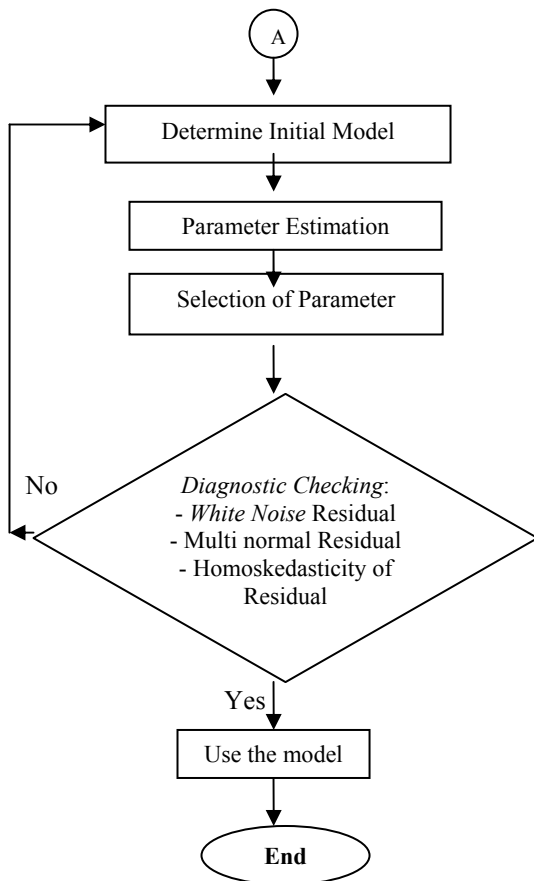 A
Determine Initial Model
Parameter Estimation
Selection of Parameter
No
Diagnostic Checking:
- White Noise Residual
- Multi normal Residual
- Homoskedasticity of
Residual
Yes
Use the model
End